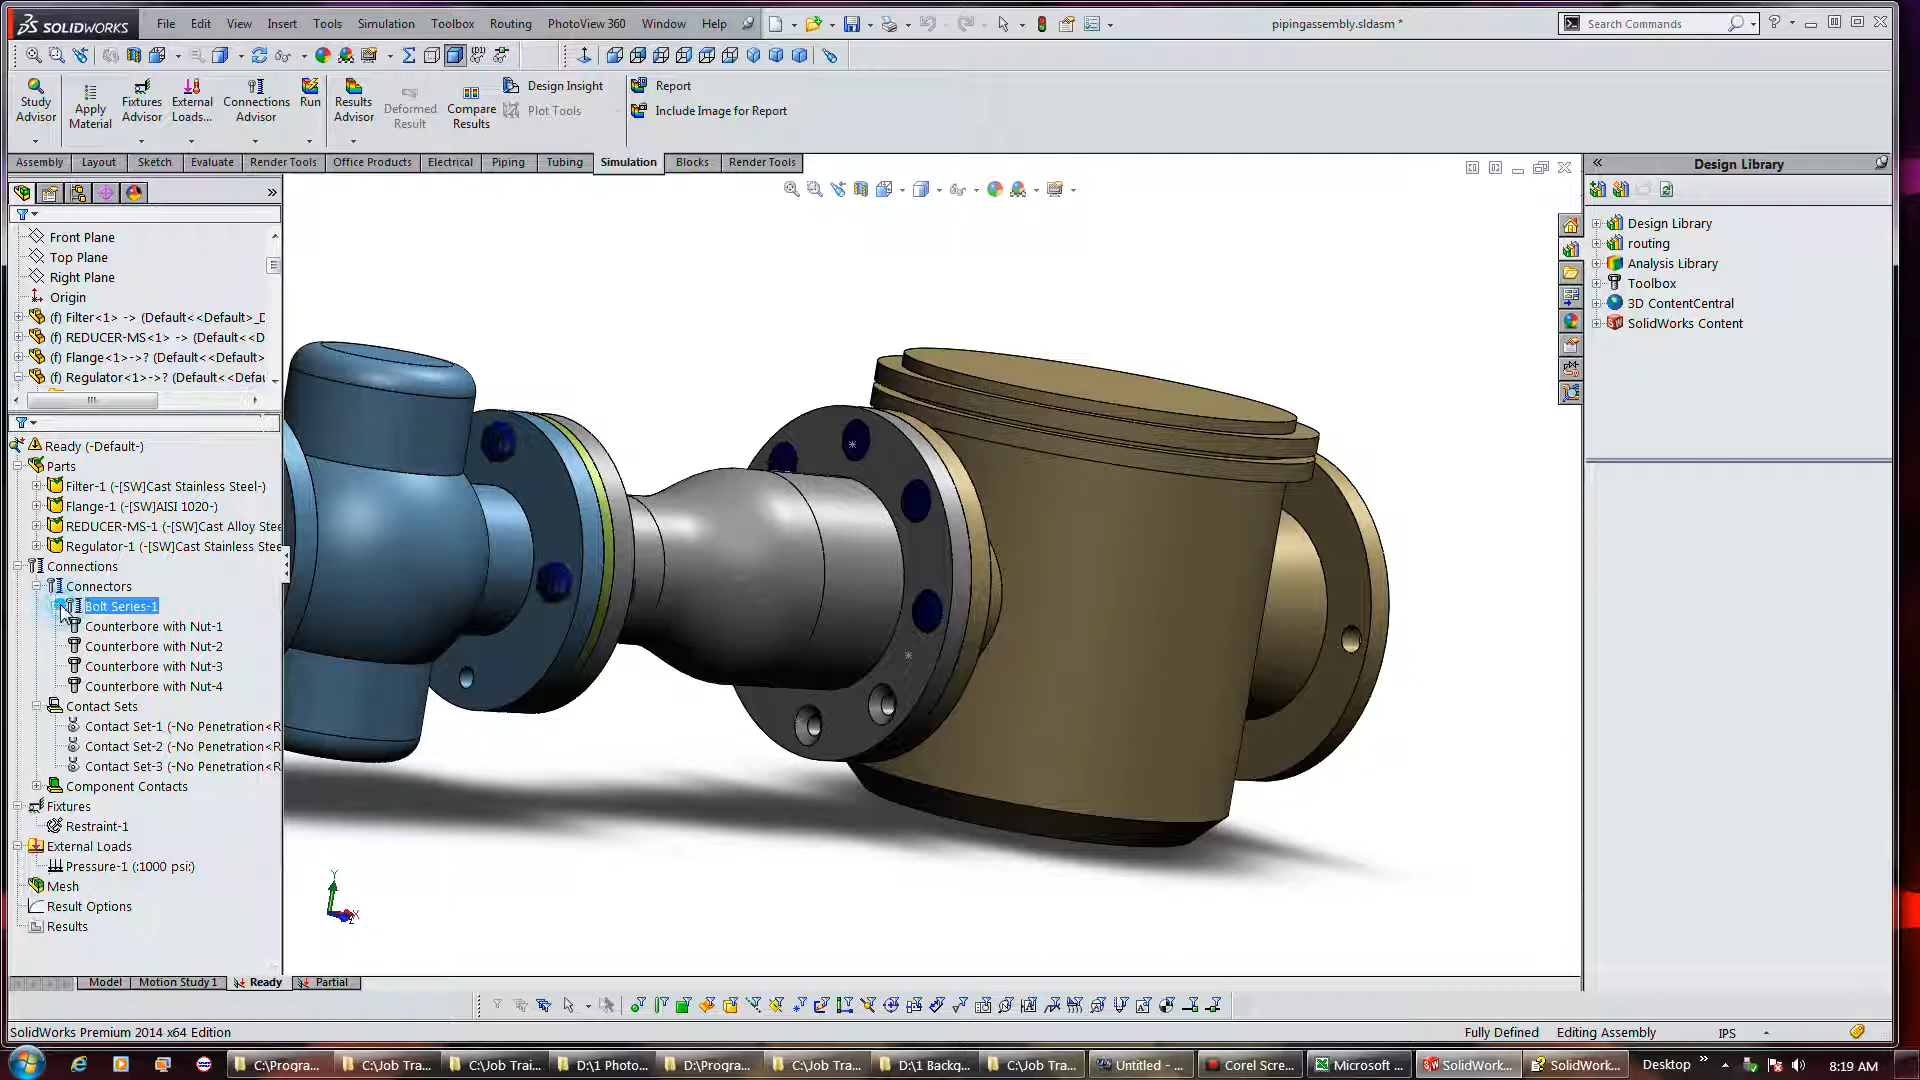 SOLIDWORKS File Edit View Insert Tools Simulation Toolbox Routing PhotoView 360 Window Help pipingassembly.sldasm * Search Commands
Study Advisor
Apply Material
Fixtures Advisor
External Loads...
Connections Advisor
Run
Results Advisor
Deformed Result
Compare Results
Design Insight
Plot Tools
Report
Include Image for Report
Assembly Layout Sketch Evaluate Render Tools Office Products Electrical Piping Tubing Simulation Blocks Render Tools
Design Library
Front Plane
Top Plane
Right Plane
Origin
(f) Filter<1> -> (Default<<Default>_D
(f) REDUCER-MS<1> -> (Default<<D
(f) Flange<1>->? (Default<<Default>
(f) Regulator<1>->? (Default<<Defau
Ready (-Default-)
Parts
Filter-1 (-[SW]Cast Stainless Steel-)
Flange-1 (-[SW]AISI 1020-)
REDUCER-MS-1 (-[SW]Cast Alloy Stee
Regulator-1 (-[SW]Cast Stainless Stee
Connections
Connectors
Bolt Series-1
Counterbore with Nut-1
Counterbore with Nut-2
Counterbore with Nut-3
Counterbore with Nut-4
Contact Sets
Contact Set-1 (-No Penetration<R
Contact Set-2 (-No Penetration<R
Contact Set-3 (-No Penetration<R
Component Contacts
Fixtures
Restraint-1
External Loads
Pressure-1 (:1000 psi:)
Mesh
Result Options
Results
Design Library
routing
Analysis Library
Toolbox
3D ContentCentral
SolidWorks Content
Y
X
Z
Model Motion Study 1 Ready Partial
SolidWorks Premium 2014 x64 Edition Fully Defined Editing Assembly IPS
C:\Progra... C:\Job Tra... C:\Job Trai... D:\1 Photo... D:\Progra... C:\Job Tra... D:\1 Backg... C:\Job Tra... Untitled - ... Corel Scre... Microsoft ... SolidWork... SolidWork... Desktop » 8:19 AM